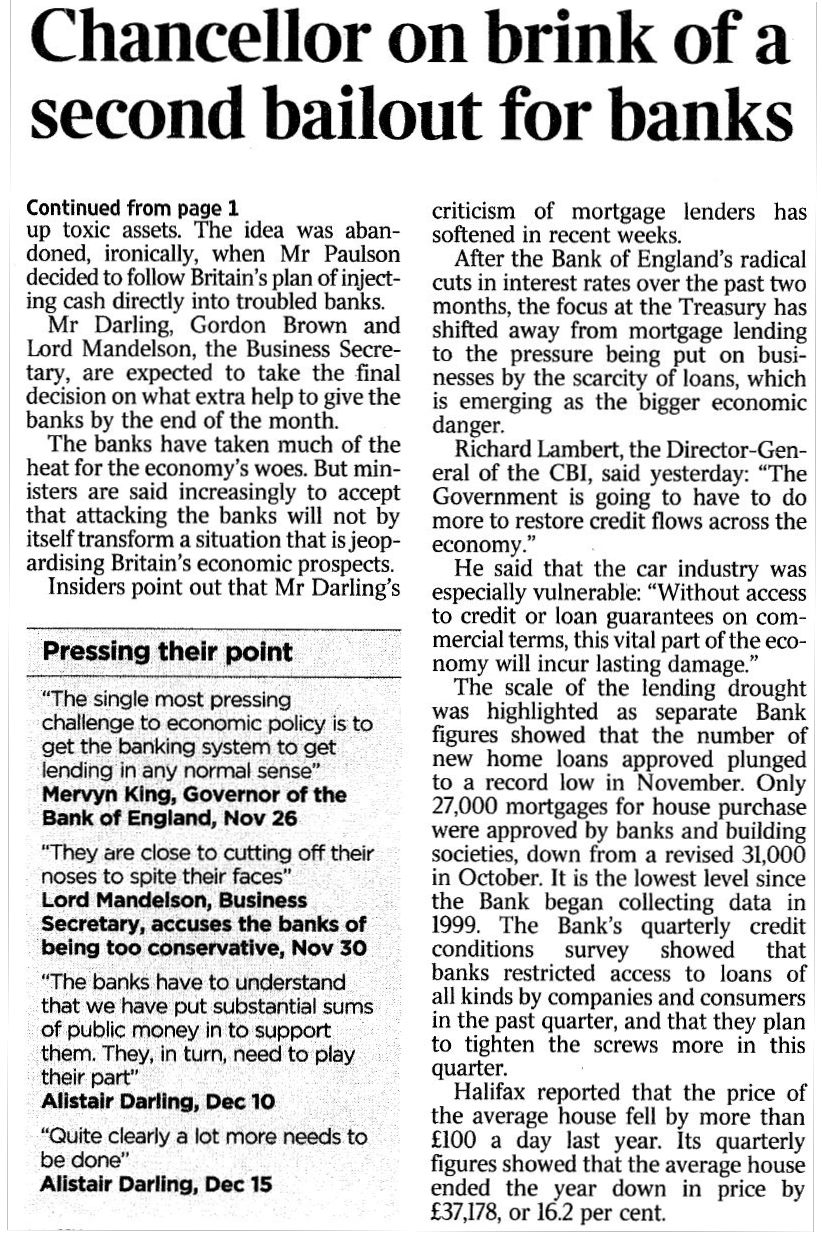 Chancellor on brink of a
second bailout for banks
Continued from page 1
up toxic assets. The idea was aban-
doned, ironically, when Mr Paulson
decided to follow Britain's plan of inject-
ing cash directly into troubled banks.
Mr Darling, Gordon Brown and
Lord Mandelson, the Business Secre-
tary, are expected to take the final
decision on what extra help to give the
banks by the end of the month.
The banks have taken much of the
heat for the economy's woes. But min-
isters are said increasingly to accept
that attacking the banks will not by
itself transform a situation that is jeop-
ardising Britain's economic prospects.
Insiders point out that Mr Darling's
Pressing their point
"The single most pressing
challenge to economic policy is to
get the banking system to get
lending in any normal sense"
Mervyn King, Governor of the
Bank of England, Nov 26
"They are close to cutting off their
noses to spite their faces"
Lord Mandelson, Business
Secretary, accuses the banks of
being too conservative, Nov 30
"The banks have to understand
that we have put substantial sums
of public money in to support
them. They, in turn, need to play
their part"
Alistair Darling, Dec 10
"Quite clearly a lot more needs to
be done"
Alistair Darling, Dec 15
criticism of mortgage lenders has
softened in recent weeks.
After the Bank of England's radical
cuts in interest rates over the past two
months, the focus at the Treasury has
shifted away from mortgage lending
to the pressure being put on busi-
nesses by the scarcity of loans, which
is emerging as the bigger economic
danger.
Richard Lambert, the Director-Gen-
eral of the CBI, said yesterday: "The
Government is going to have to do
more to restore credit flows across the
economy."
He said that the car industry was
especially vulnerable: "Without access
to credit or loan guarantees on com-
mercial terms, this vital part of the eco-
nomy will incur lasting damage."
The scale of the lending drought
was highlighted as separate Bank
figures showed that the number of
new home loans approved plunged
to a record low in November. Only
27,000 mortgages for house purchase
were approved by banks and building
societies, down from a revised 31,000
in October. It is the lowest level since
the Bank began collecting data in
1999. The Bank's quarterly credit
conditions survey showed that
banks restricted access to loans of
all kinds by companies and consumers
in the past quarter, and that they plan
to tighten the screws more in this
quarter.
Halifax reported that the price of
the average house fell by more than
£100 a day last year. Its quarterly
figures showed that the average house
ended the year down in price by
£37,178, or 16.2 per cent.